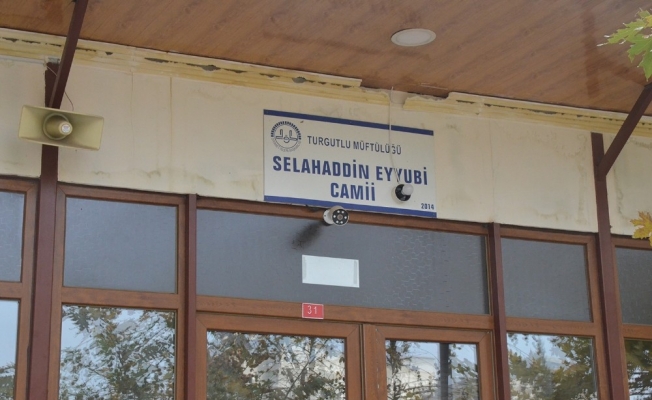 TURGUTLU MÜFTÜLÜĞÜ
SELAHADDİN EYYUBİ
CAMİİ
2014
31